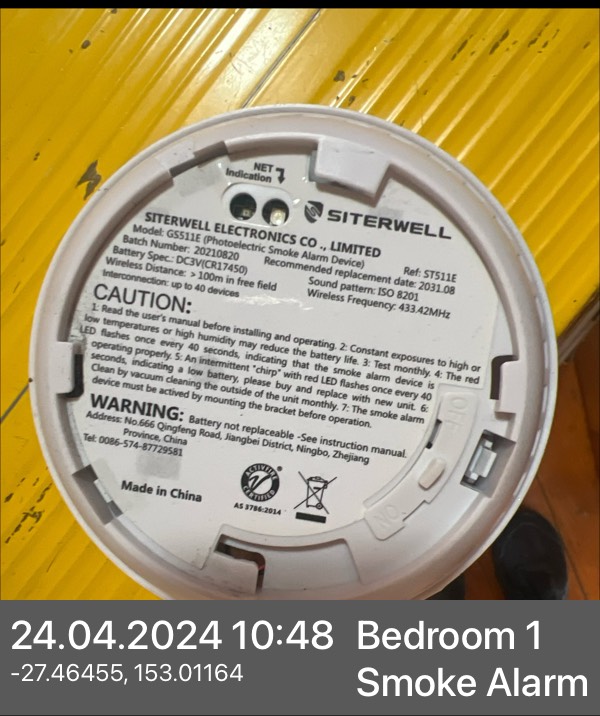 NET
Indication
SITERWELL
SITERWELL ELECTRONICS CO ., LIMITED
Model: GS511E (Photoelectric Smoke Alarm Device)
Ref: ST511E
Batch Number: 20210820
Recommended replacement date: 2031.08
Battery Spec.: DC3V(CR17450)
Sound pattern: ISO 8201
Wireless Distance: > 100m in free field
Wireless Frequency: 433.42MHz
Interconnection: up to 40 devices
CAUTION:
1: Read the user's manual before installing and operating. 2: Constant exposures to high or
low temperatures or high humidity may reduce the battery life. 3: Test monthly. 4: The red
LED flashes once every 40 seconds, indicating that the smoke alarm device is
operating properly. 5: An intermittent "chirp" with red LED flashes once every 40
seconds, indicating a low battery, please buy and replace with new unit. 6:
Clean by vacuum cleaning the outside of the unit monthly. 7: The smoke alarm
device must be actived by mounting the bracket before operation.
WARNING: Battery not replaceable -See instruction manual.
Address: No.666 Qingfeng Road, Jiangbei District, Ningbo, Zhejiang
Province, China
Tel: 0086-574-87729581
Made in China
ACTIVFIRE
CERTIFIED
AS 3786:2014
OFF
ON
24.04.2024 10:48
-27.46455, 153.01164
Bedroom 1
Smoke Alarm